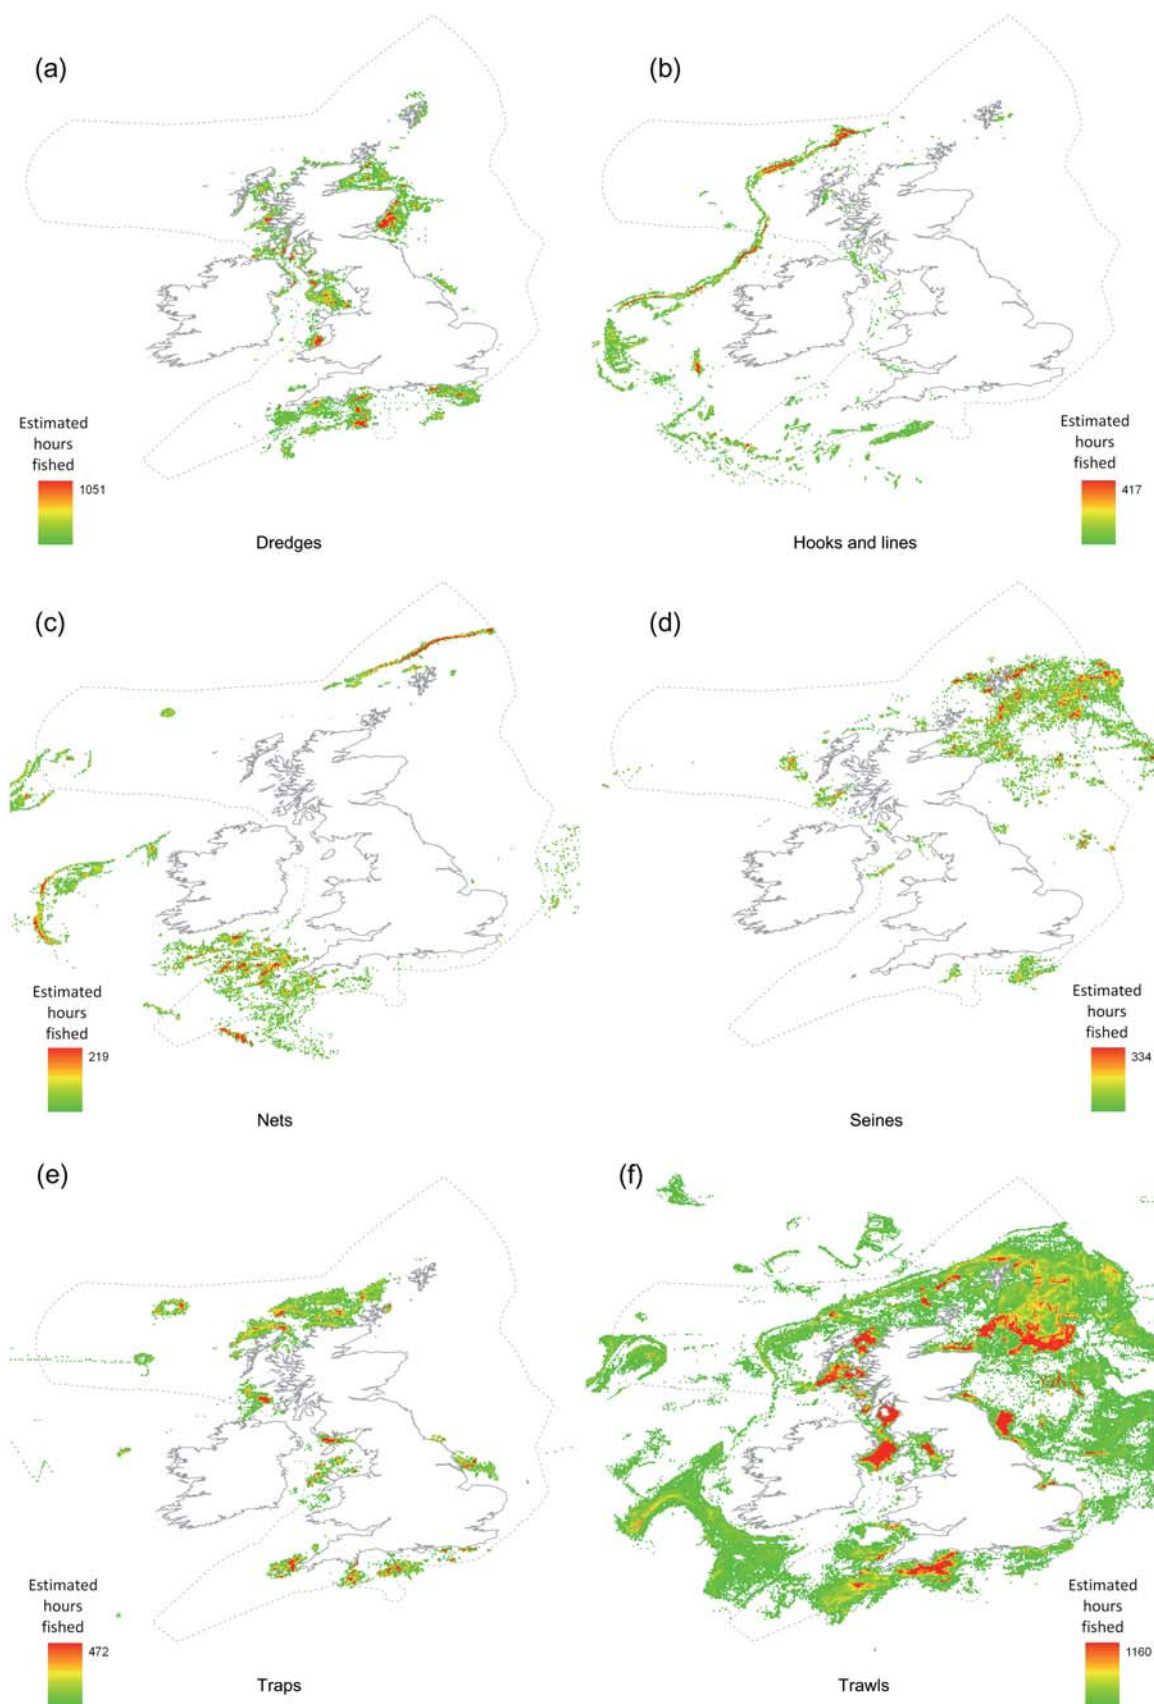 (a)
(b)
Estimated
hours
fished
1051
Dredges
Estimated
hours
fished
417
Hooks and lines
(c)
(d)
Estimated
hours
fished
219
Nets
Estimated
hours
fished
334
Seines
(e)
(f)
Estimated
hours
fished
472
Traps
Estimated
hours
fished
1160
Trawls